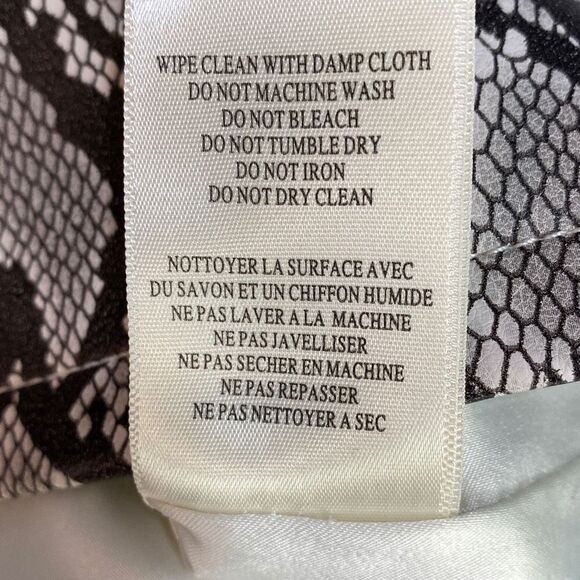 WIPE CLEAN WITH DAMP CLOTH
DO NOT MACHINE WASH
DO NOT BLEACH
DO NOT TUMBLE DRY
DO NOT IRON
DO NOT DRY CLEAN
NOTTOYER LA SURFACE AVEC
DU SAVON ET UN CHIFFON HUMIDE
NE PAS LAVER A LA MACHINE
NE PAS JAVELLISER
NE PAS SECHER EN MACHINE
NE PAS REPASSER
NE PAS NETTOYER A SEC